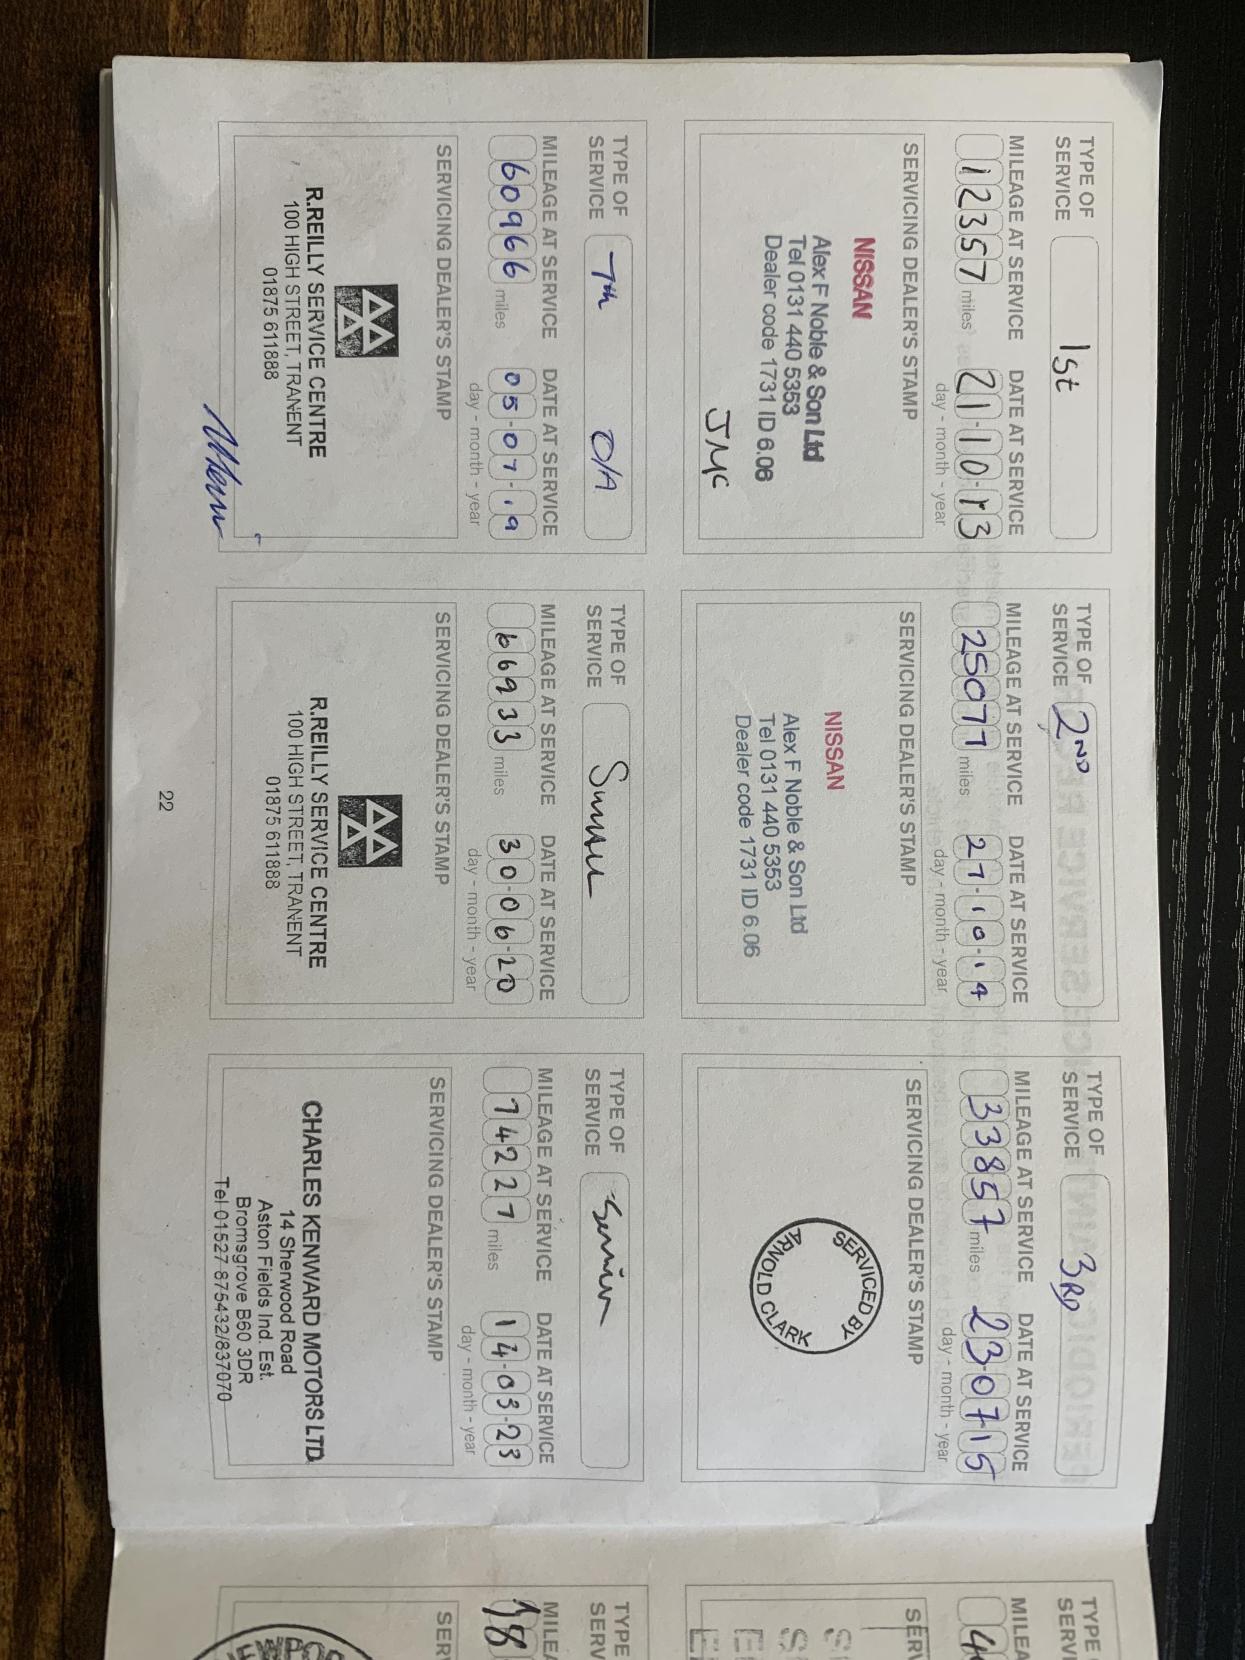 TYPE OF
SERVICE
1st
MILEAGE AT SERVICE DATE AT SERVICE
12357 miles 21-10-13
day - month - year
SERVICING DEALER'S STAMP
NISSAN
Alex F Noble & Son Ltd
Tel 0131 440 5353
Dealer code 1731 ID 6.06
JMC
TYPE OF
SERVICE
2ND
MILEAGE AT SERVICE DATE AT SERVICE
25077 miles 27-10-14
day - month - year
SERVICING DEALER'S STAMP
NISSAN
Alex F Noble & Son Ltd
Tel 0131 440 5353
Dealer code 1731 ID 6.06
TYPE OF
SERVICE
3RD
MILEAGE AT SERVICE DATE AT SERVICE
33857 miles 23-07-15
day - month - year
SERVICING DEALER'S STAMP
SERVICED BY
ARNOLD CLARK
TYPE OF
SERVICE
7th O/A
MILEAGE AT SERVICE DATE AT SERVICE
60966 miles 05-07-19
day - month - year
SERVICING DEALER'S STAMP
R.REILLY SERVICE CENTRE
100 HIGH STREET, TRANENT
01875 611888
TYPE OF
SERVICE
MILEAGE AT SERVICE DATE AT SERVICE
66933 miles 30-06-20
day - month - year
SERVICING DEALER'S STAMP
R.REILLY SERVICE CENTRE
100 HIGH STREET, TRANENT
01875 611888
TYPE OF
SERVICE
Service
MILEAGE AT SERVICE DATE AT SERVICE
74227 miles 14-03-23
day - month - year
SERVICING DEALER'S STAMP
CHARLES KENWARD MOTORS LTD
14 Sherwood Road
Aston Fields Ind. Est.
Bromsgrove B60 3DR
Tel 01527 875432/837070
22
TYPE
SERV
MILEA
SERV
TYPE
SERV
MILEA
SERV